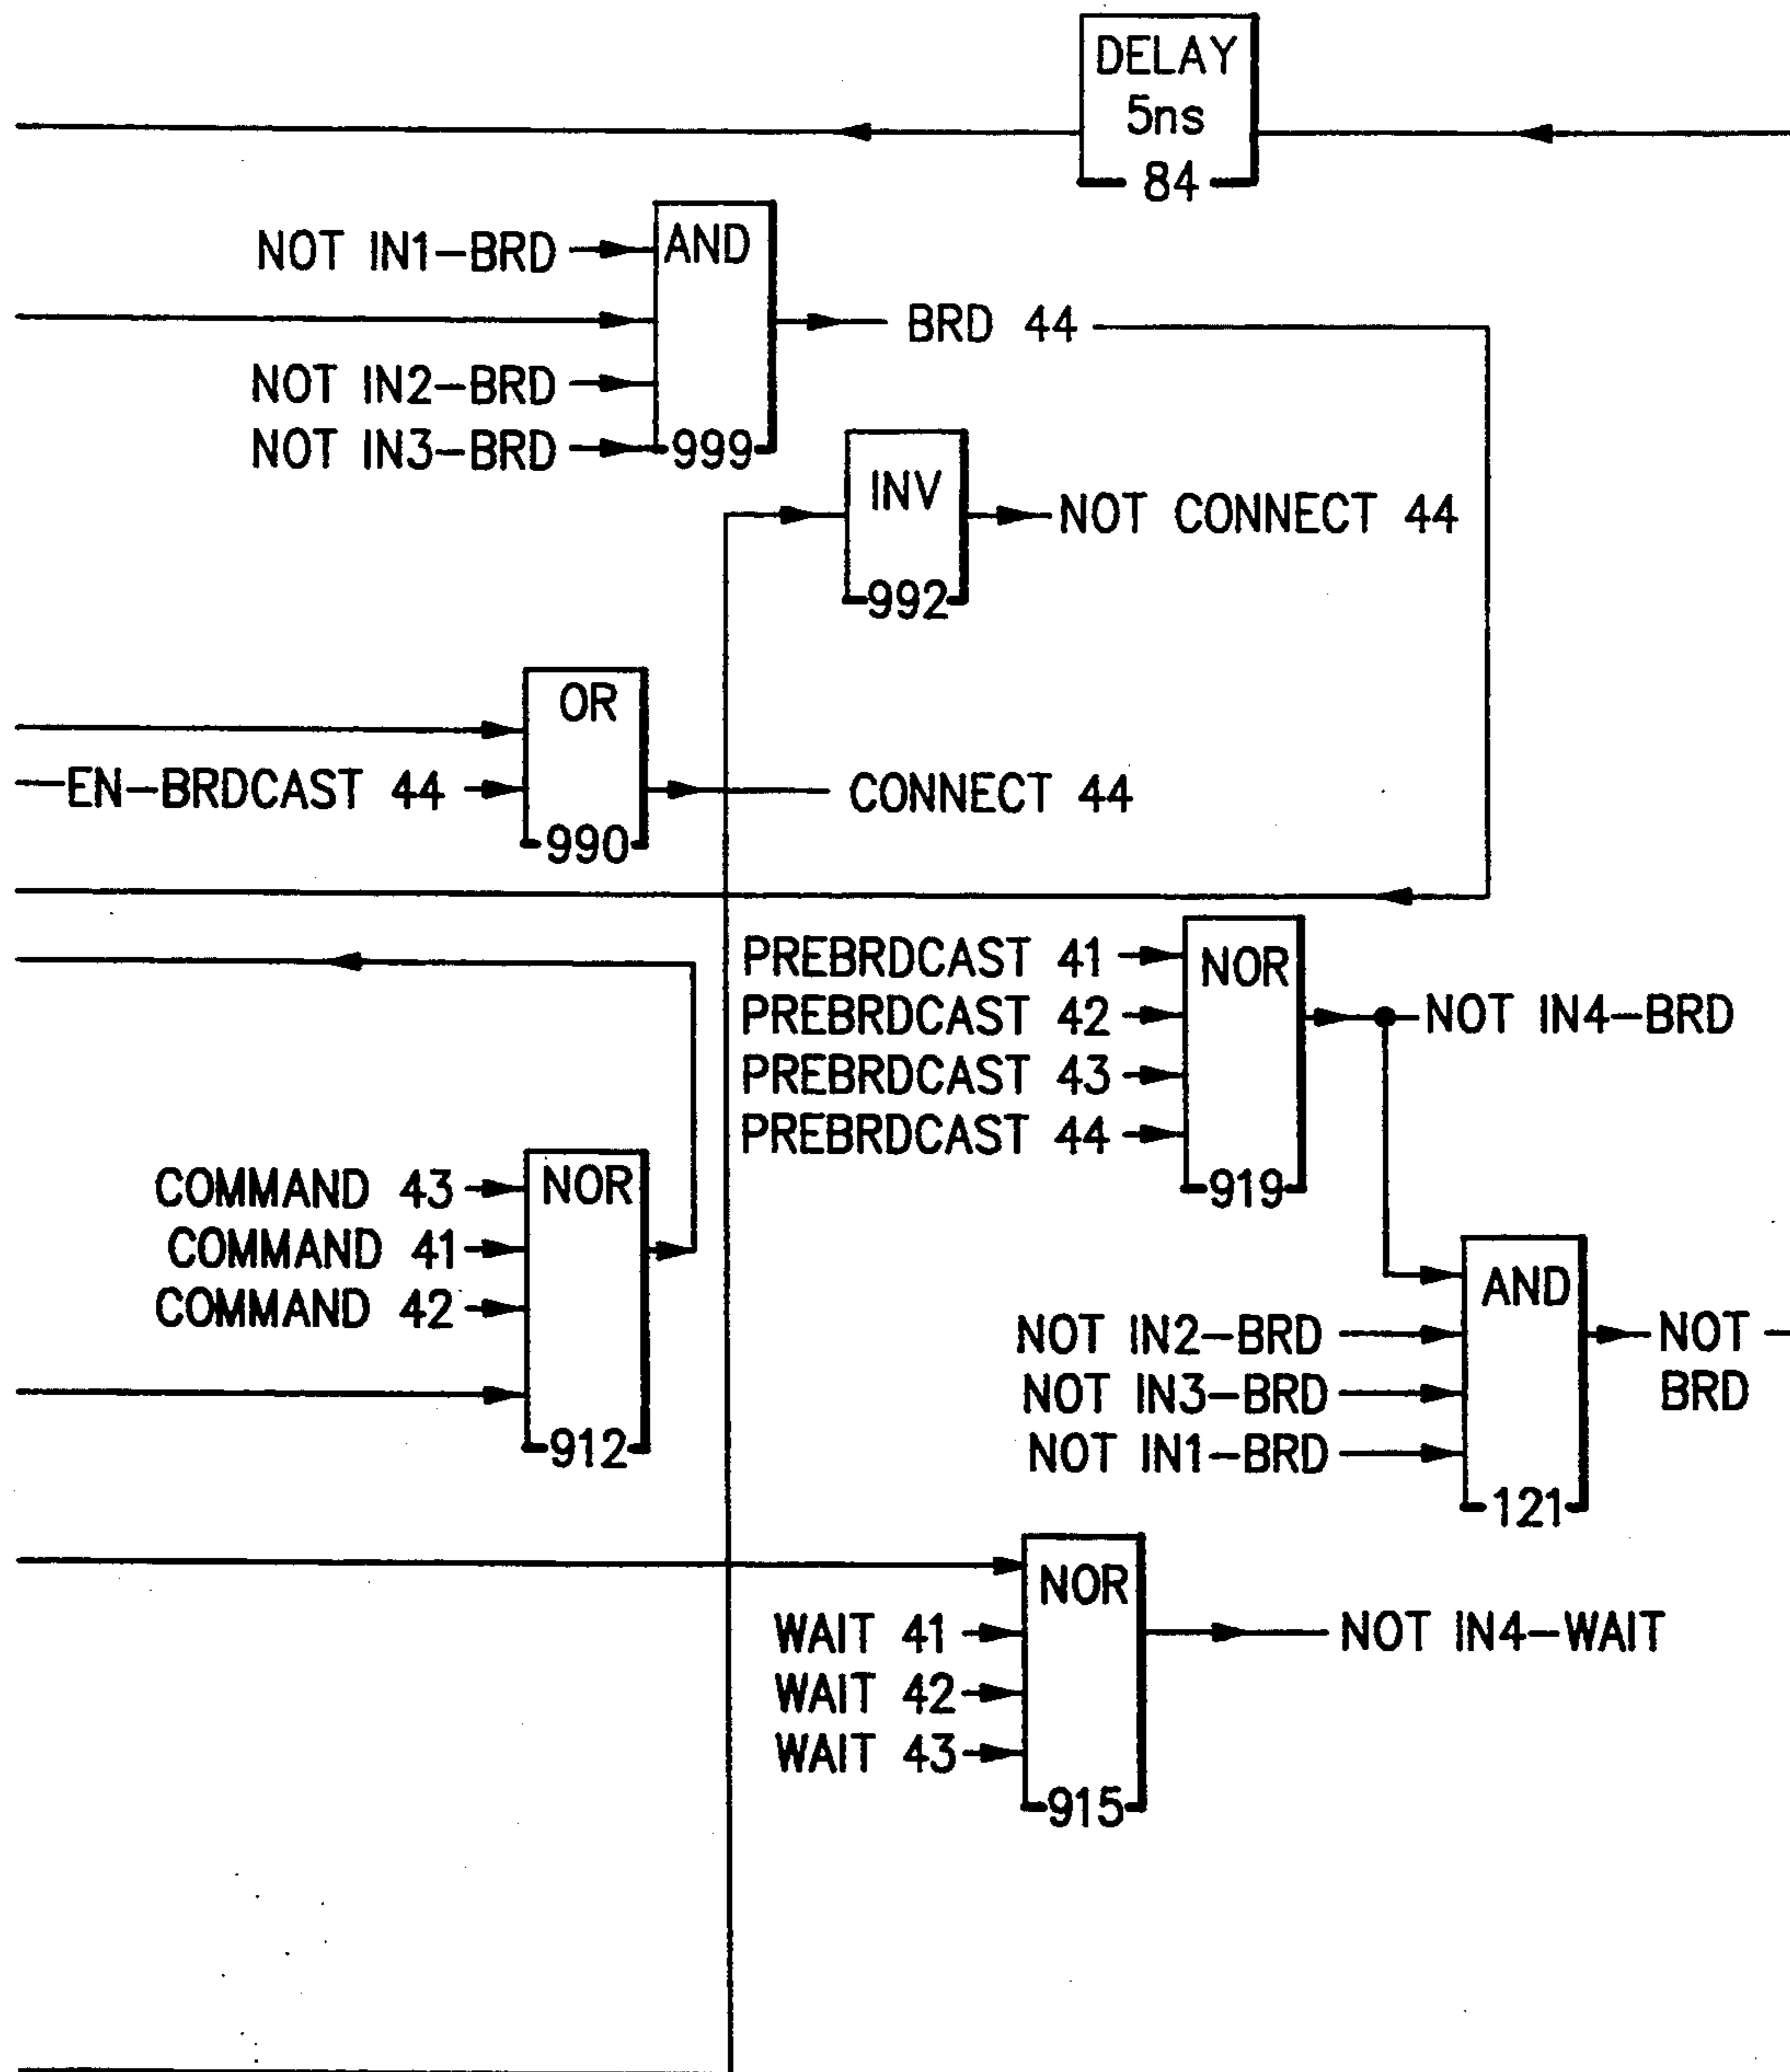 DELAY
5ns
84
NOT IN1-BRD
AND
BRD 44
NOT IN2-BRD
NOT IN3-BRD
999
INV
NOT CONNECT 44
992
OR
EN-BRDCAST 44
CONNECT 44
990
PREBRDCAST 41
NOR
PREBRDCAST 42
NOT IN4-BRD
PREBRDCAST 43
PREBRDCAST 44
919
COMMAND 43
NOR
COMMAND 41
COMMAND 42
912
AND
NOT IN2-BRD
NOT
NOT IN3-BRD
BRD
NOT IN1-BRD
121
NOR
WAIT 41
NOT IN4-WAIT
WAIT 42
WAIT 43
915